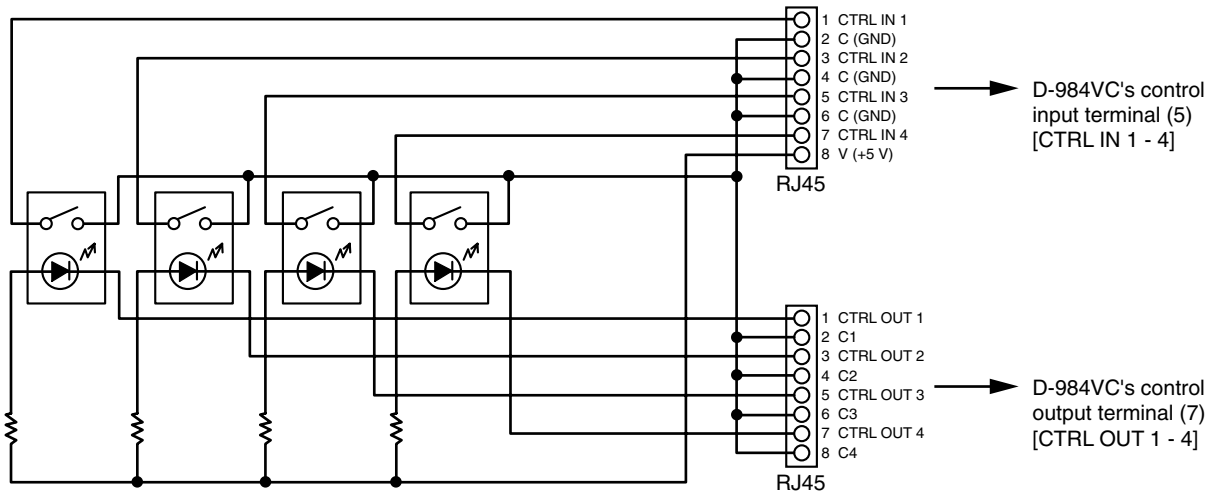 1 CTRL IN 1
2 C (GND)
3 CTRL IN 2
4 C (GND)
5 CTRL IN 3
6 C (GND)
7 CTRL IN 4
8 V (+5 V)
RJ45
D-984VC's control
input terminal (5)
[CTRL IN 1 - 4]
1 CTRL OUT 1
2 C1
3 CTRL OUT 2
4 C2
5 CTRL OUT 3
6 C3
7 CTRL OUT 4
8 C4
RJ45
D-984VC's control
output terminal (7)
[CTRL OUT 1 - 4]